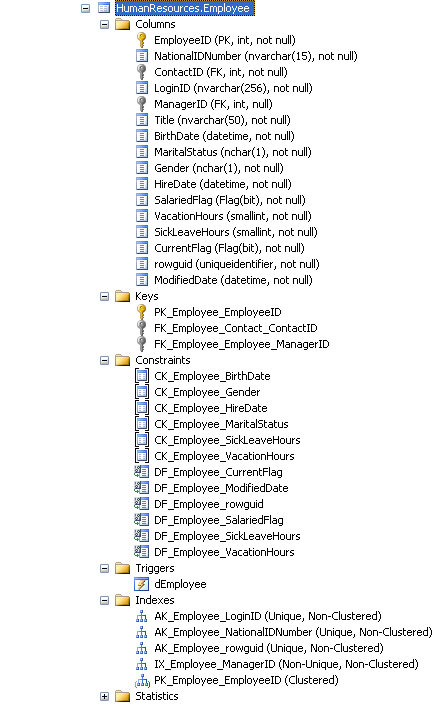 HumanResources.Employee
Columns
EmployeeID (PK, int, not null)
NationalIDNumber (nvarchar(15), not null)
ContactID (FK, int, not null)
LoginID (nvarchar(256), not null)
ManagerID (FK, int, null)
Title (nvarchar(50), not null)
BirthDate (datetime, not null)
MaritalStatus (nchar(1), not null)
Gender (nchar(1), not null)
HireDate (datetime, not null)
SalariedFlag (Flag(bit), not null)
VacationHours (smallint, not null)
SickLeaveHours (smallint, not null)
CurrentFlag (Flag(bit), not null)
rowguid (uniqueidentifier, not null)
ModifiedDate (datetime, not null)
Keys
PK_Employee_EmployeeID
FK_Employee_Contact_ContactID
FK_Employee_Employee_ManagerID
Constraints
CK_Employee_BirthDate
CK_Employee_Gender
CK_Employee_HireDate
CK_Employee_MaritalStatus
CK_Employee_SickLeaveHours
CK_Employee_VacationHours
DF_Employee_CurrentFlag
DF_Employee_ModifiedDate
DF_Employee_rowguid
DF_Employee_SalariedFlag
DF_Employee_SickLeaveHours
DF_Employee_VacationHours
Triggers
dEmployee
Indexes
AK_Employee_LoginID (Unique, Non-Clustered)
AK_Employee_NationalIDNumber (Unique, Non-Clustered)
AK_Employee_rowguid (Unique, Non-Clustered)
IX_Employee_ManagerID (Non-Unique, Non-Clustered)
PK_Employee_EmployeeID (Clustered)
Statistics